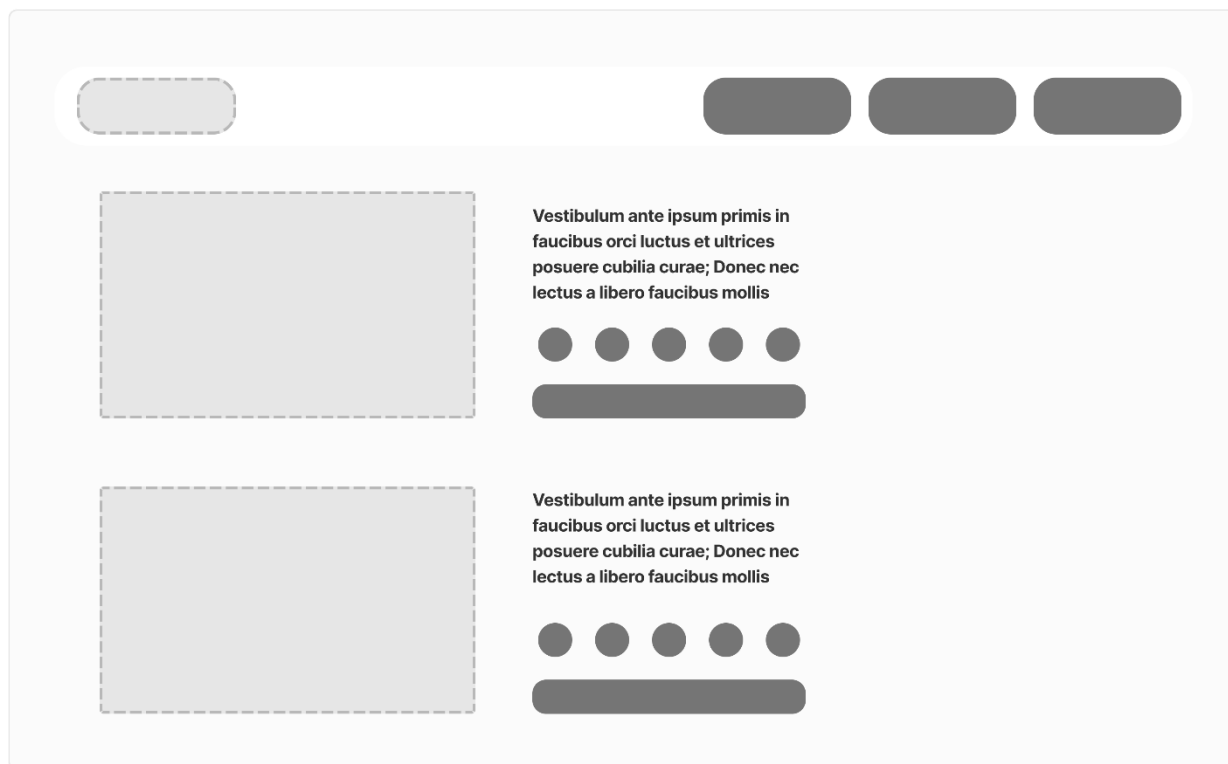 Vestibulum ante ipsum primis in
faucibus orci luctus et ultrices
posuere cubilia curae; Donec nec
lectus a libero faucibus mollis
Vestibulum ante ipsum primis in
faucibus orci luctus et ultrices
posuere cubilia curae; Donec nec
lectus a libero faucibus mollis